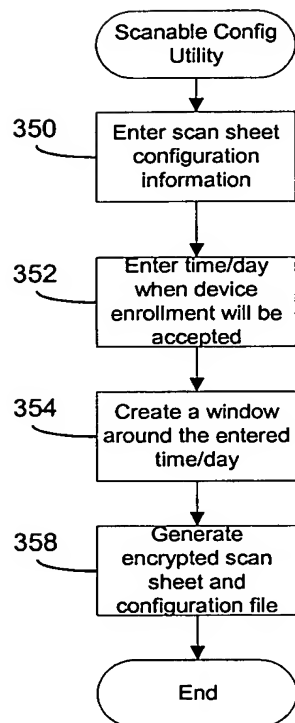 Scanable Config
Utility
350
Enter scan sheet
configuration
information
352
Enter time/day
when device
enrollment will be
accepted
354
Create a window
around the entered
time/day
358
Generate
encrypted scan
sheet and
configuration file
End